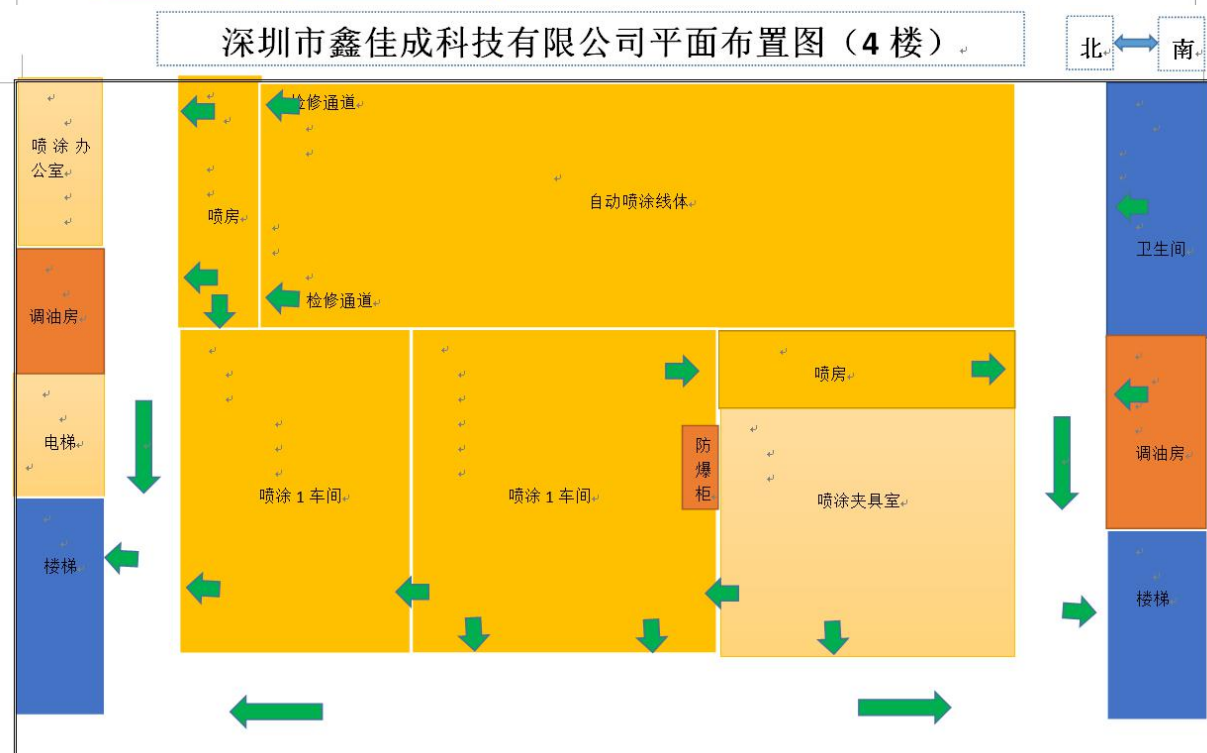 深圳市鑫佳成科技有限公司平面布置图（4 楼）
北
南
喷 涂 办
公室
喷房
检修通道
自动喷涂线体
检修通道
卫生间
调油房
电梯
楼梯
喷涂 1 车间
喷涂 1 车间
喷房
防
爆
柜
喷涂夹具室
调油房
楼梯